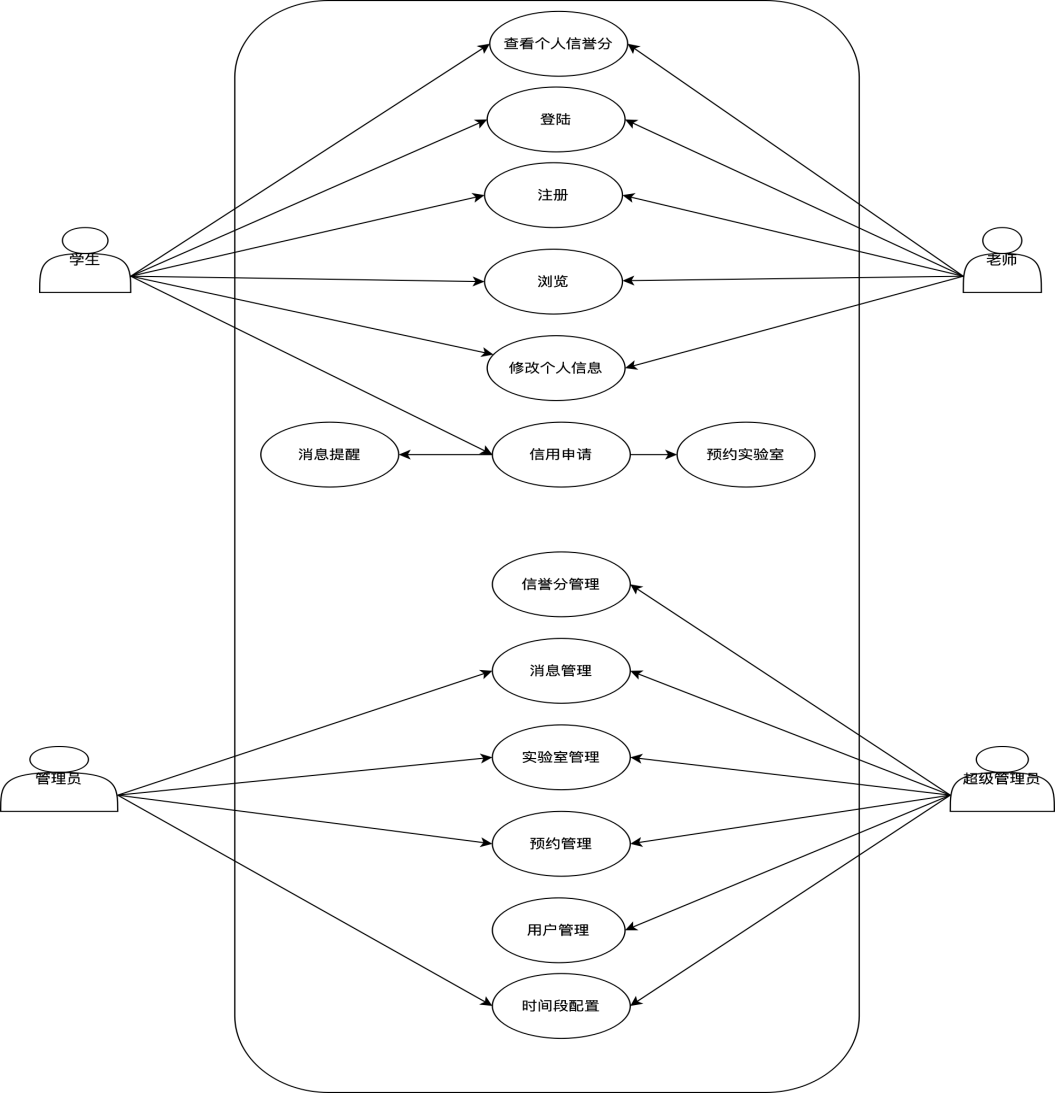 查看个人信誉分
登陆
注册
学生
老师
浏览
修改个人信息
消息提醒
信用申请
预约实验室
信誉分管理
消息管理
实验室管理
管理员
超级管理员
预约管理
用户管理
时间段配置